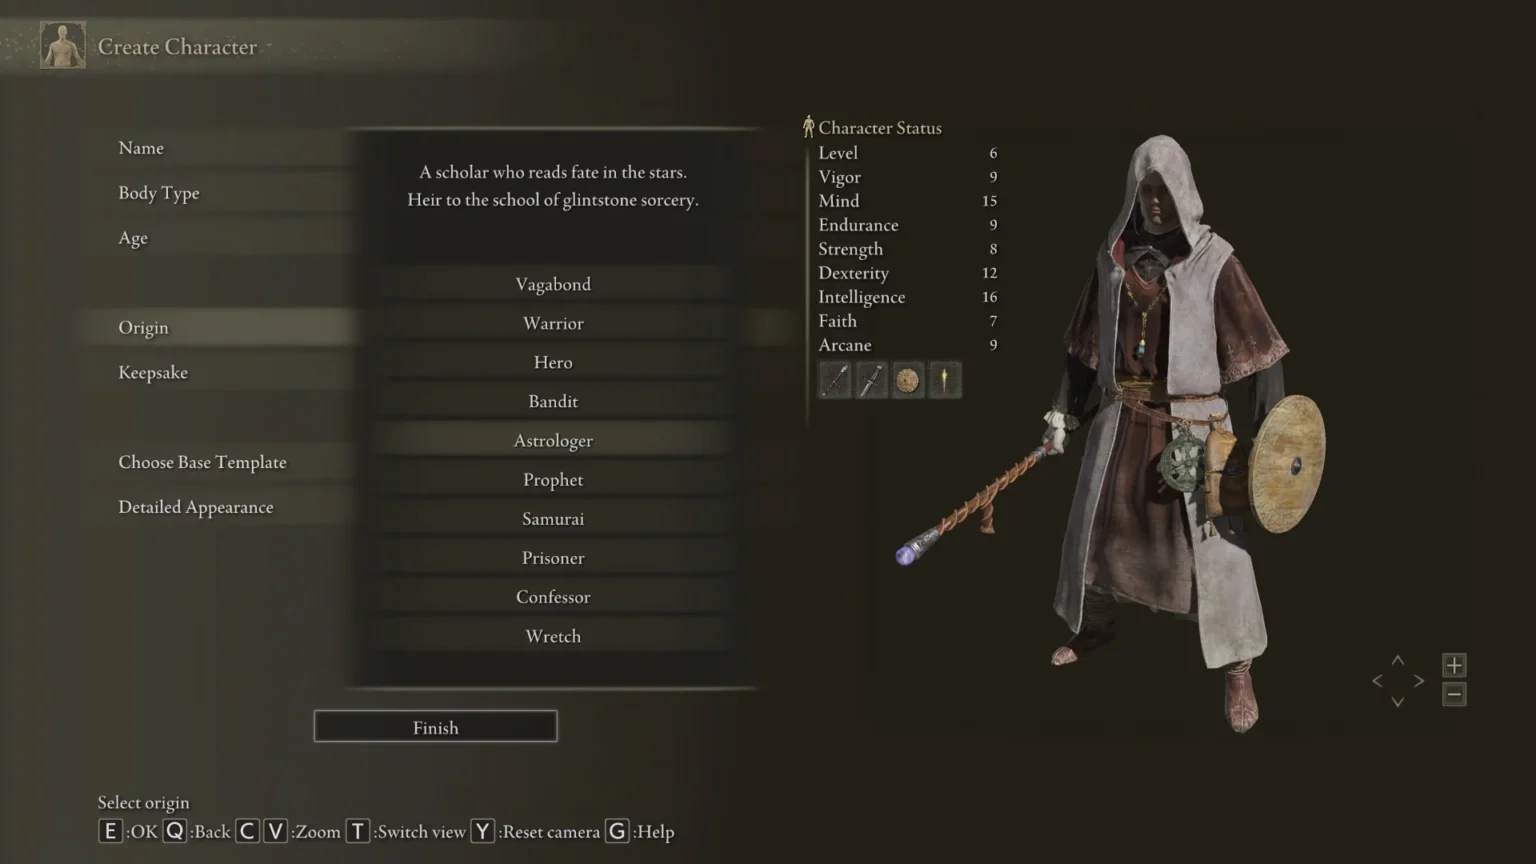 Create Character
Name
Body Type
Age
Origin
Keepsake
Choose Base Template
Detailed Appearance
A scholar who reads fate in the stars.
Heir to the school of glintstone sorcery.
Vagabond
Warrior
Hero
Bandit
Astrologer
Prophet
Samurai
Prisoner
Confessor
Wretch
Finish
Character Status
Level 6
Vigor 9
Mind 15
Endurance 9
Strength 8
Dexterity 12
Intelligence 16
Faith 7
Arcane 9
Select origin
E :OK Q :Back C V :Zoom T :Switch view Y :Reset camera G :Help